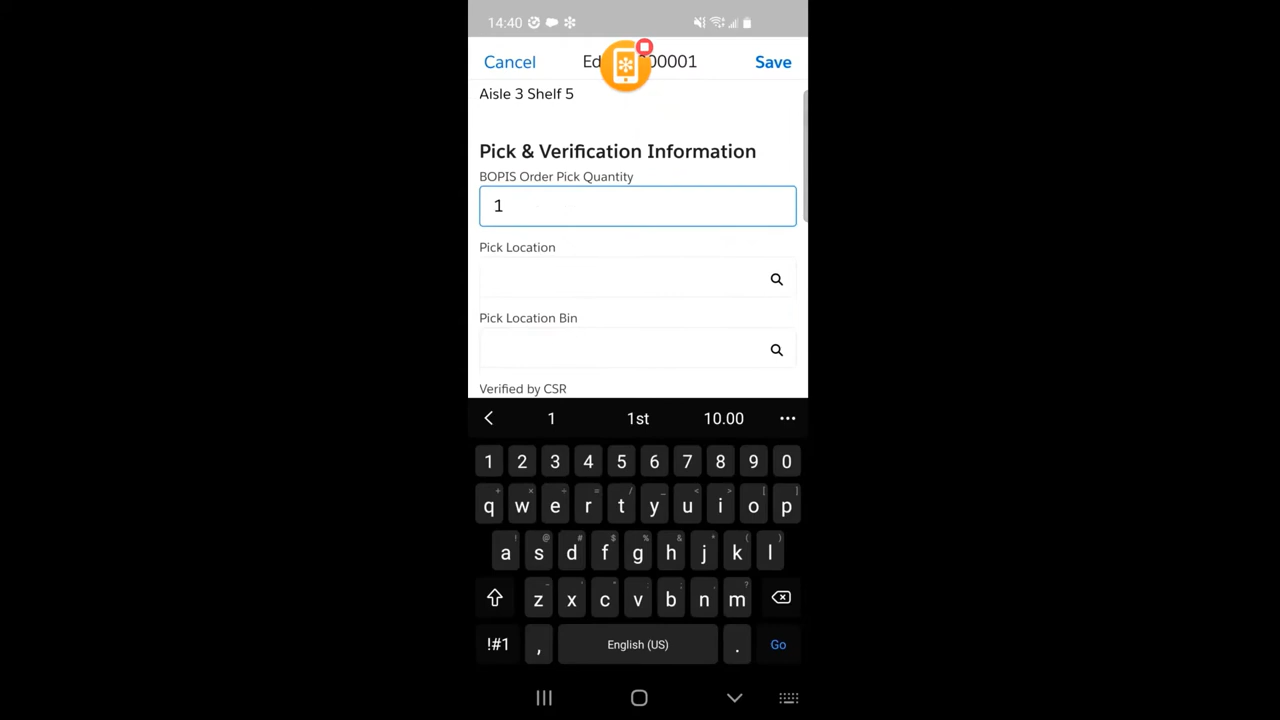 14:40
Cancel
Ed 00001
Save
Aisle 3 Shelf 5
Pick & Verification Information
BOPIS Order Pick Quantity
1
Pick Location
Pick Location Bin
Verified by CSR
1 1st 10.00
1 2 3 4 5 6 7 8 9 0
q w e r t y u i o p
a s d f g h j k l
z x c v b n m
!#1 , English (US) . Go